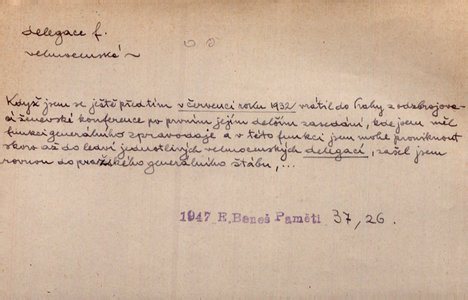 delegace f.
velmocenská
Když jsem se ještě předtím v červenci roku 1932 vrátil do Prahy z odzbrojova-
cí ženevské konference po prvním jejím delším zasedání, kde jsem měl
funkci generálního zpravodaje a v této funkci jsem mohl proniknout
skoro až do ledví jednotlivých velmocenských delegací, zašel jsem
rovnou do pražského generálního štábu, ...
1947 E. Beneš Paměti 37, 26.